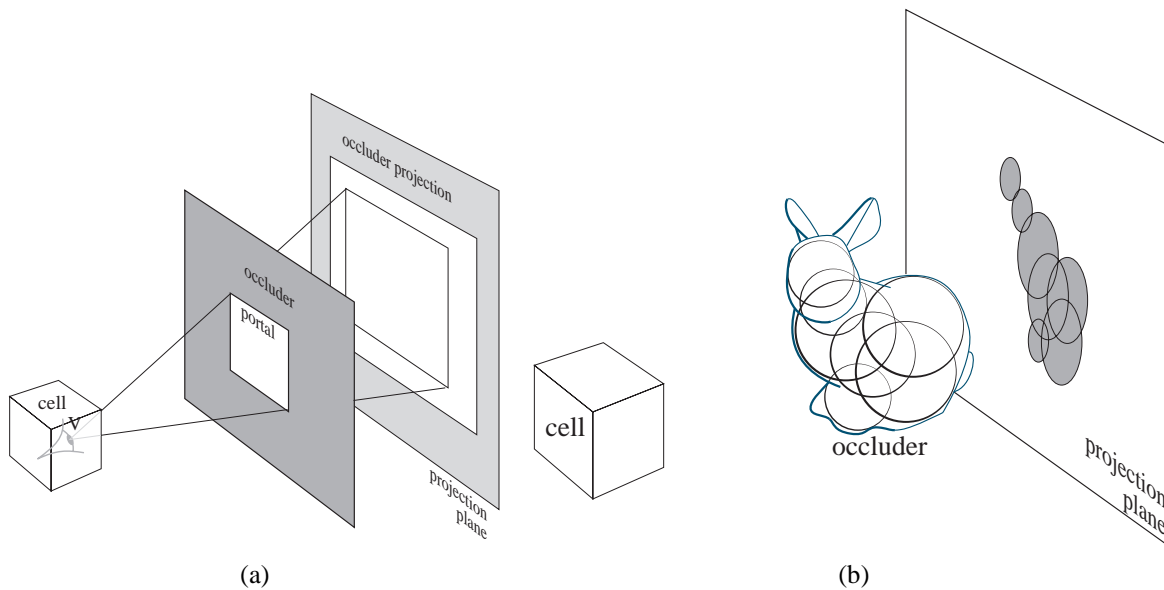 occluder projection
occluder
portal
cell
V
projection
plane
cell
(a)
occluder
projection
plane
(b)